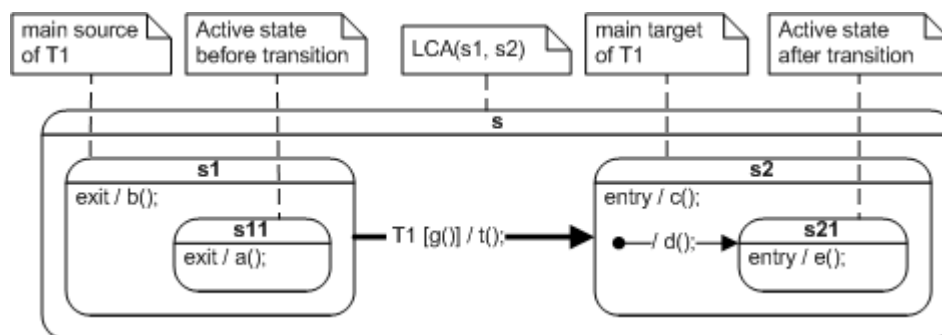 main source
of T1
Active state
before transition
LCA(s1, s2)
main target
of T1
Active state
after transition
s
s1
exit / b();
s11
exit / a();
T1 [g()] / t();
s2
entry / c();
/ d();
s21
entry / e();